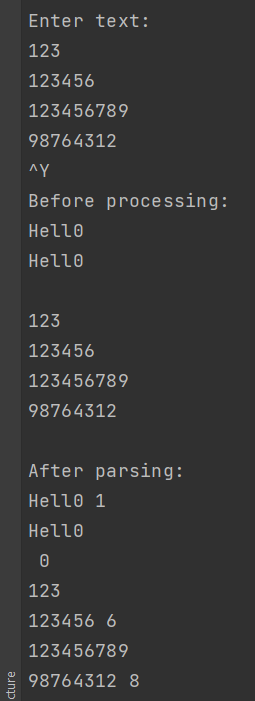 Enter text:
123
123456
123456789
98764312
^Y
Before processing:
Hell0
Hell0

123
123456
123456789
98764312

After parsing:
Hell0 1
Hell0
 0
123
123456 6
123456789
98764312 8
cture